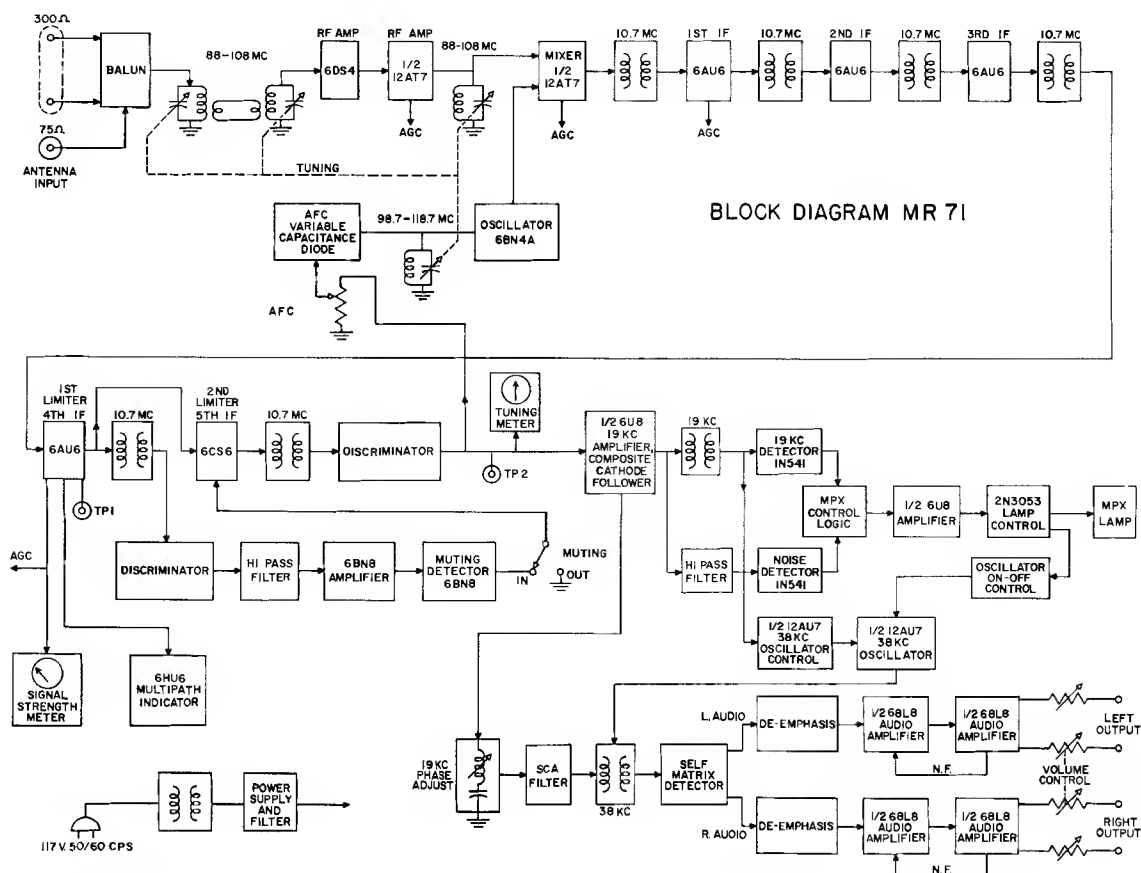 300Ω
BALUN
75Ω
ANTENNA
INPUT
88-108 MC
RF AMP
6DS4
RF AMP
1/2
12AT7
AGC
88-108 MC
TUNING
MIXER
1/2
12AT7
AGC
10.7 MC
1ST IF
6AU6
AGC
10.7 MC
2ND IF
6AU6
10.7 MC
3RD IF
6AU6
10.7 MC
BLOCK DIAGRAM MR 71
AFC
VARIABLE
CAPACITANCE
DIODE
98.7-118.7 MC
OSCILLATOR
6BN4A
AFC
1ST
LIMITER
4TH IF
6AU6
TP1
10.7 MC
2ND
LIMITER
5TH IF
6CS6
10.7 MC
DISCRIMINATOR
TUNING
METER
TP2
1/2 6U8
19 KC
AMPLIFIER,
COMPOSITE
CATHODE
FOLLOWER
19 KC
19 KC
DETECTOR
IN541
MPX
CONTROL
LOGIC
1/2 6U8
AMPLIFIER
2N3053
LAMP
CONTROL
MPX
LAMP
AGC
DISCRIMINATOR
HI PASS
FILTER
6BN8
AMPLIFIER
MUTING
DETECTOR
6BN8
IN
MUTING
OUT
HI PASS
FILTER
NOISE
DETECTOR
IN541
OSCILLATOR
ON-OFF
CONTROL
1/2 12AU7
38 KC
OSCILLATOR
CONTROL
1/2 12AU7
38 KC
OSCILLATOR
SIGNAL
STRENGTH
METER
6HU6
MULTIPATH
INDICATOR
19 KC
PHASE
ADJUST
SCA
FILTER
38 KC
SELF
MATRIX
DETECTOR
L. AUDIO
DE-EMPHASIS
1/2 68L8
AUDIO
AMPLIFIER
1/2 68L8
AUDIO
AMPLIFIER
N.F.
LEFT
OUTPUT
VOLUME
CONTROL
R. AUDIO
DE-EMPHASIS
1/2 68L8
AUDIO
AMPLIFIER
1/2 68L8
AUDIO
AMPLIFIER
N.F.
RIGHT
OUTPUT
117 V. 50/60 CPS
POWER
SUPPLY
AND
FILTER